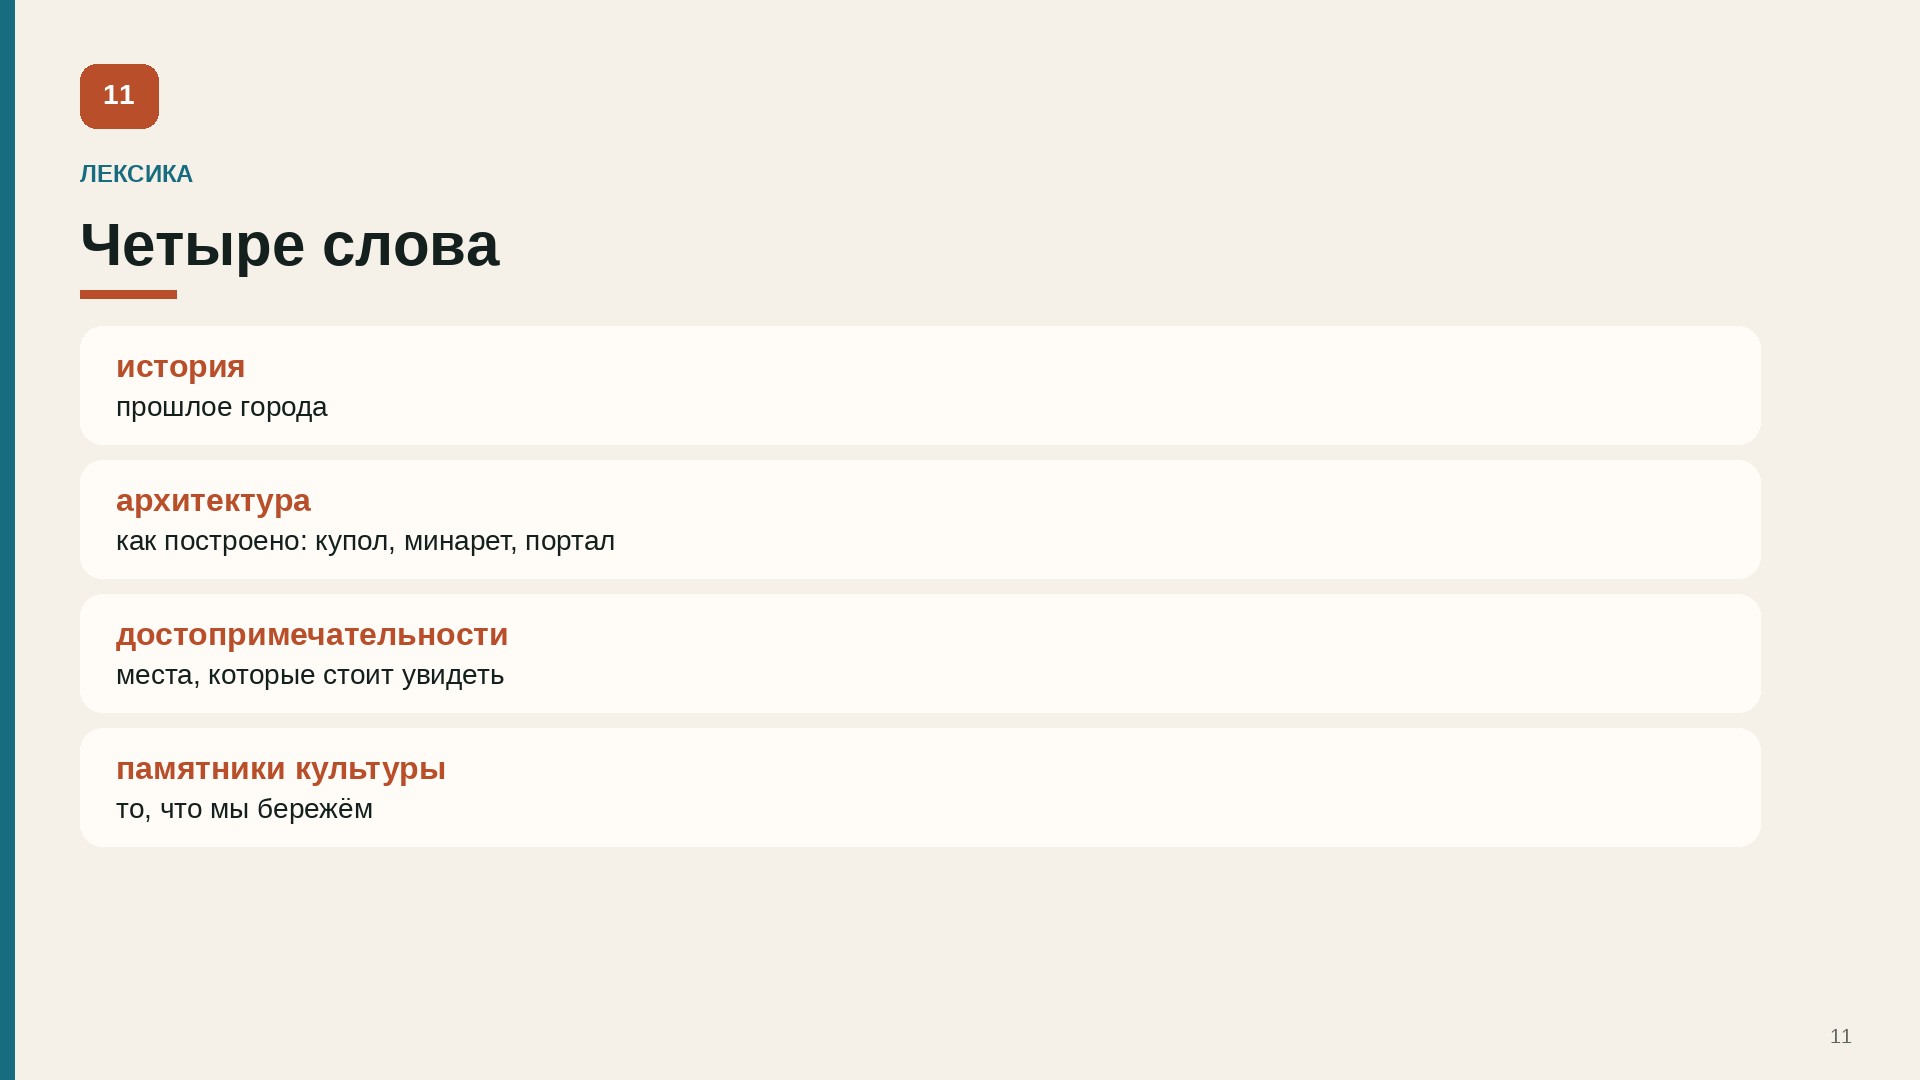 11
ЛЕКСИКА
Четыре слова
история
прошлое города
архитектура
как построено: купол, минарет, портал
достопримечательности
места, которые стоит увидеть
памятники культуры
то, что мы бережём
11